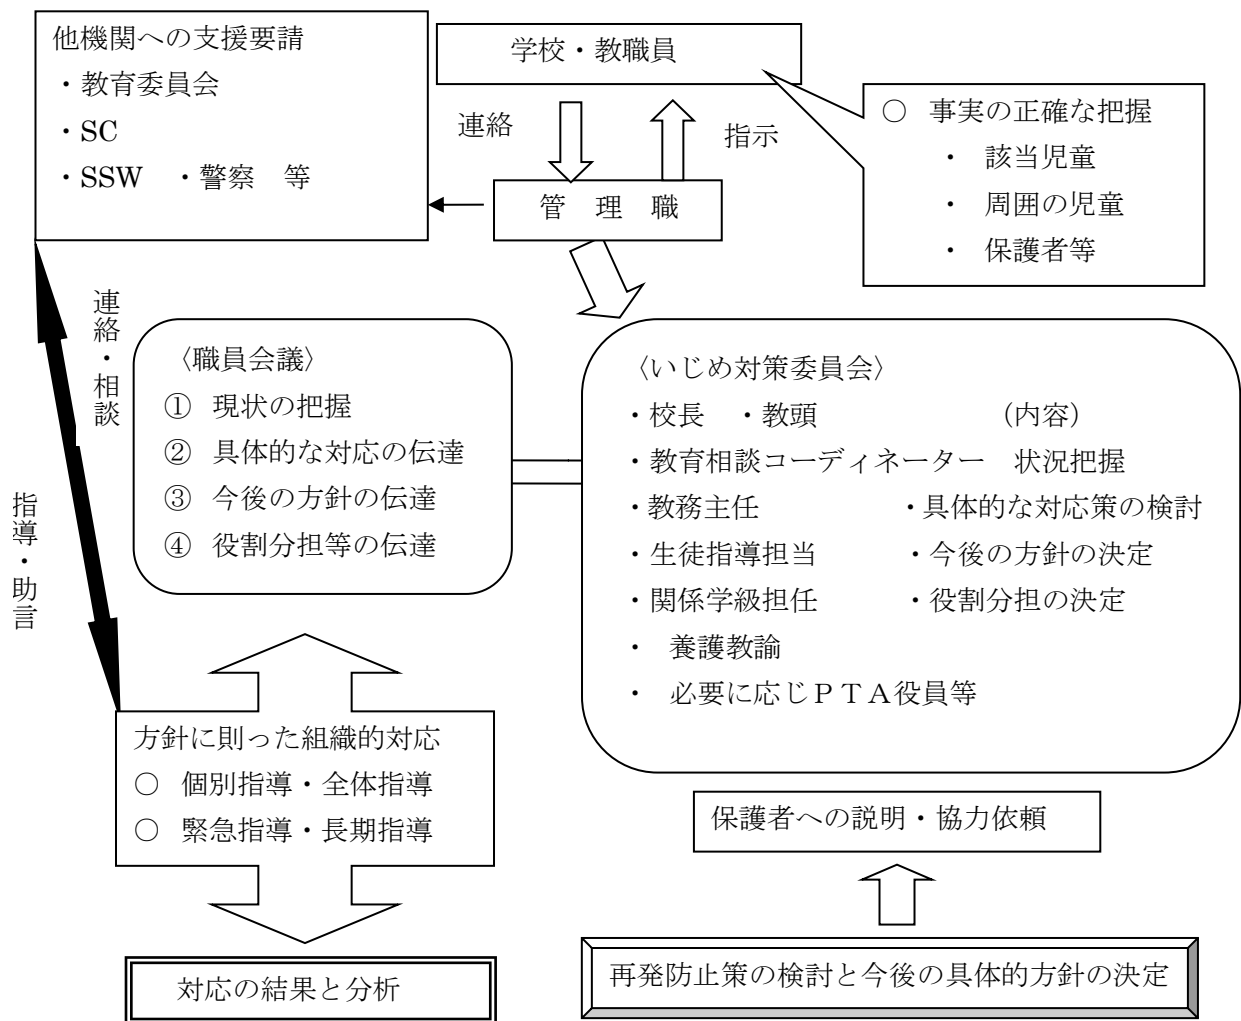 他機関への支援要請
・教育委員会
・SC
・SSW ・警察 等
学校・教職員
連絡
指示
管 理 職
○ 事実の正確な把握
・ 該当児童
・ 周囲の児童
・ 保護者等
連絡・相談
指導・助言
〈職員会議〉
① 現状の把握
② 具体的な対応の伝達
③ 今後の方針の伝達
④ 役割分担等の伝達
〈いじめ対策委員会〉
・校長 ・教頭 （内容）
・教育相談コーディネーター 状況把握
・教務主任 ・具体的な対応策の検討
・生徒指導担当 ・今後の方針の決定
・関係学級担任 ・役割分担の決定
・ 養護教諭
・ 必要に応じＰＴＡ役員等
方針に則った組織的対応
○ 個別指導・全体指導
○ 緊急指導・長期指導
保護者への説明・協力依頼
対応の結果と分析
再発防止策の検討と今後の具体的方針の決定